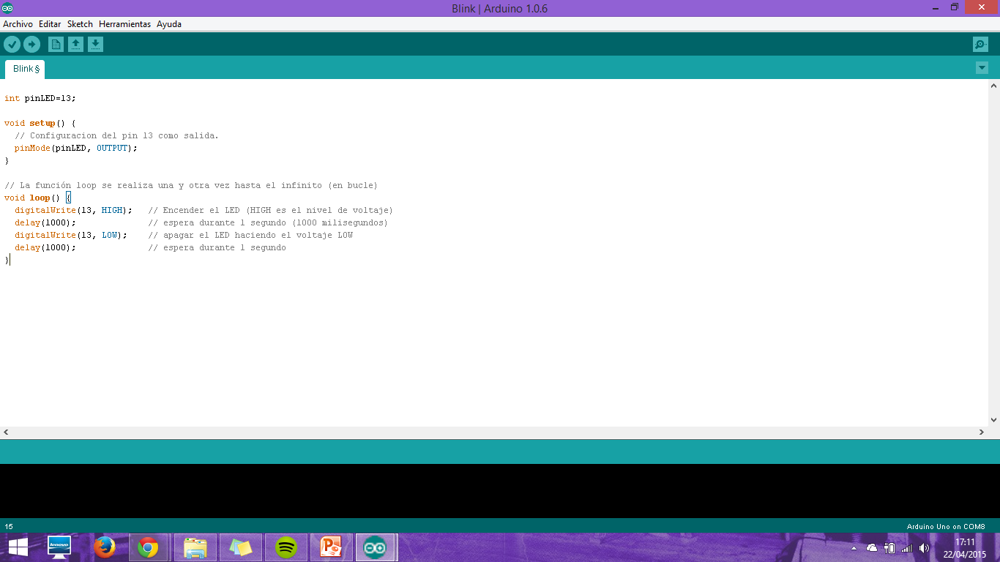 Blink | Arduino 1.0.6
Archivo Editar Sketch Herramientas Ayuda
Blink §
int pinLED=13;
void setup() {
// Configuracion del pin 13 como salida.
pinMode(pinLED, OUTPUT);
}
// La función loop se realiza una y otra vez hasta el infinito (en bucle)
void loop() {
digitalWrite(13, HIGH); // Encender el LED (HIGH es el nivel de voltaje)
delay(1000); // espera durante 1 segundo (1000 milisegundos)
digitalWrite(13, LOW); // apagar el LED haciendo el voltaje LOW
delay(1000); // espera durante 1 segundo
}
15
Arduino Uno on COM8
lenovo
17:11
22/04/2015